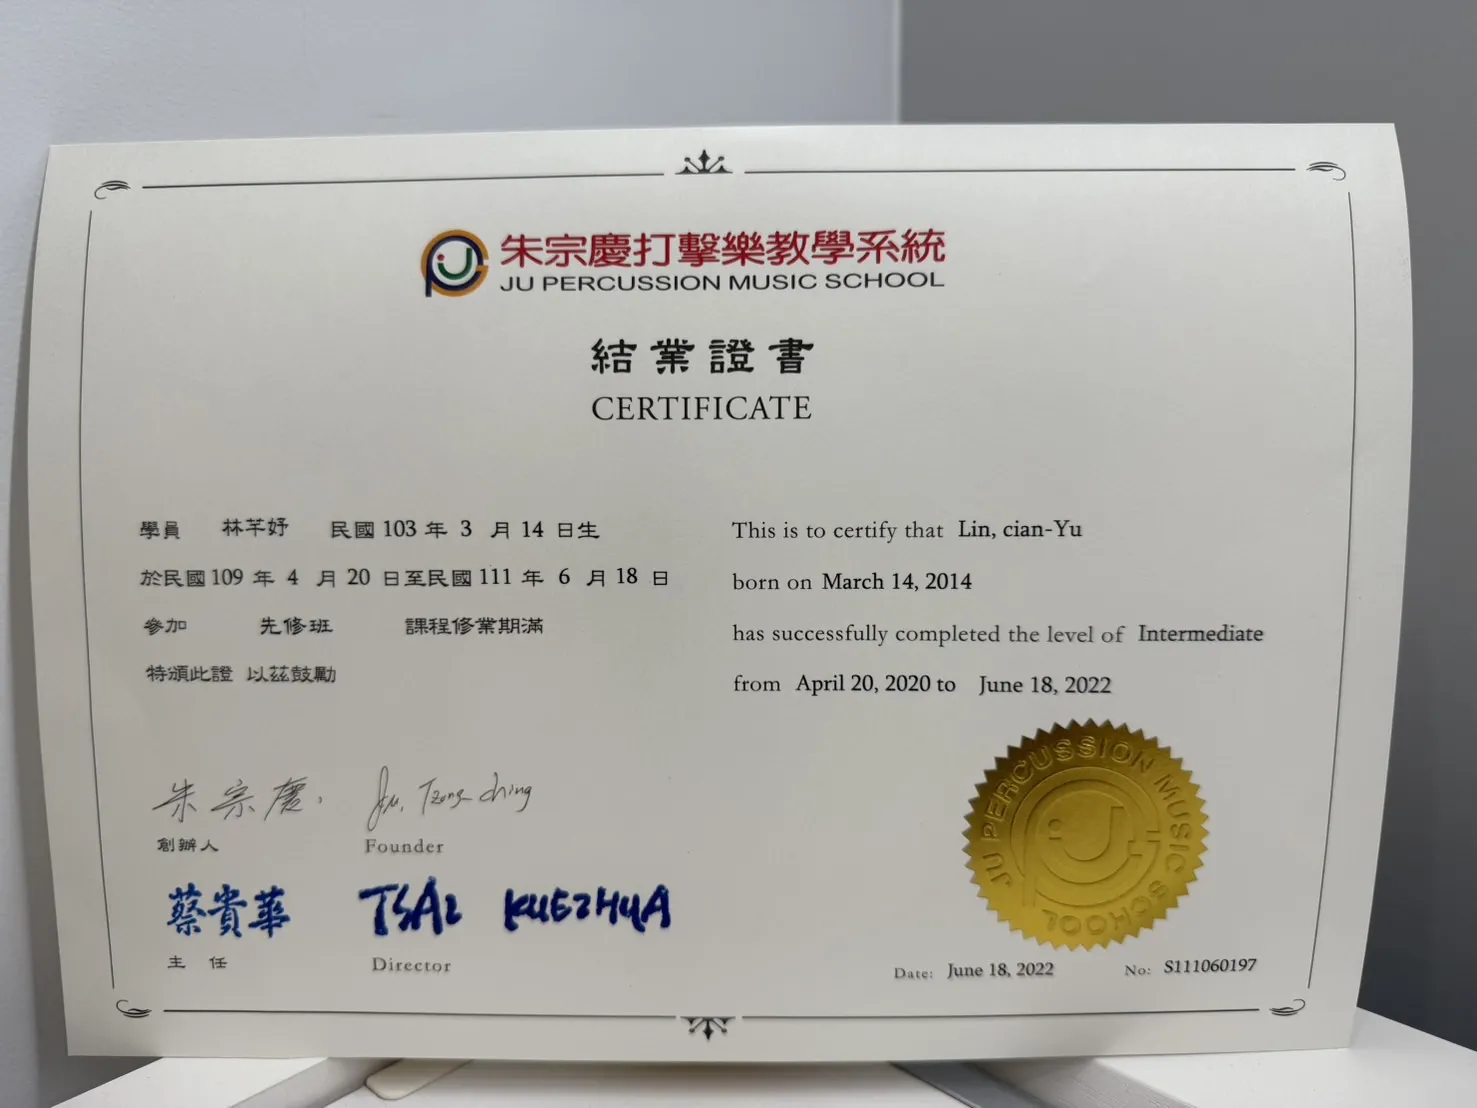 朱宗慶打擊樂教學系統
JU PERCUSSION MUSIC SCHOOL
結業證書
CERTIFICATE
學員 林芊妤 民國 103 年 3 月 14 日生
於民國 109 年 4 月 20 日至民國 111 年 6 月 18 日
參加 先修班 課程修業期滿
特頒此證 以茲鼓勵
This is to certify that Lin, cian-Yu
born on March 14, 2014
has successfully completed the level of Intermediate
from April 20, 2020 to June 18, 2022
朱宗慶 Ju, Tzong-ching
創辦人 Founder
蔡貴華 TSAI KUEIHUA
主任 Director
JU PERCUSSION MUSIC SCHOOL
Date: June 18, 2022 No: S111060197